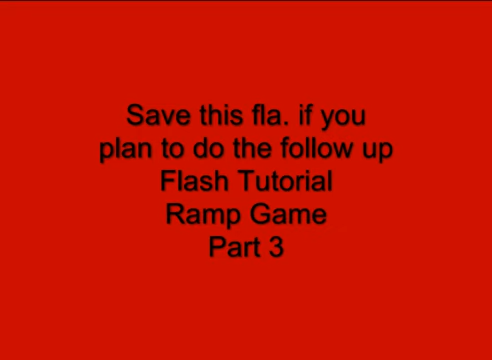 Save this fla. if you
plan to do the follow up
Flash Tutorial
Ramp Game
Part 3